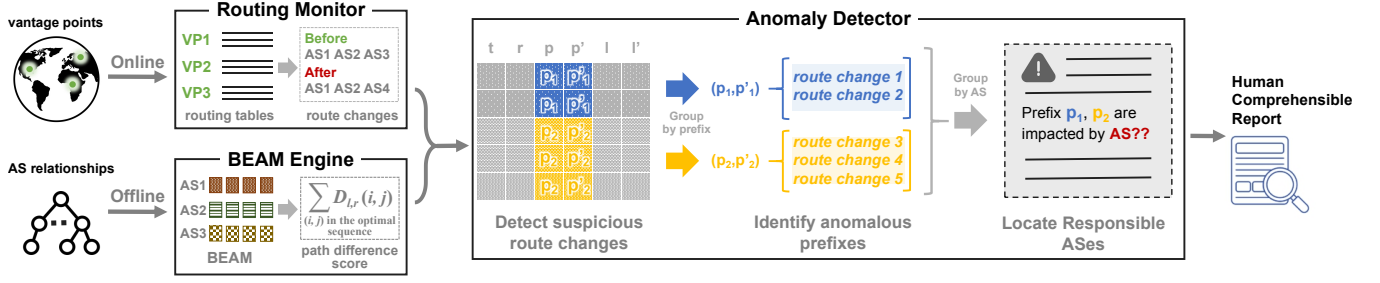 vantage points
Online
Routing Monitor
VP1
VP2
VP3
routing tables
Before
AS1 AS2 AS3
After
AS1 AS2 AS4
route changes
AS relationships
Offline
BEAM Engine
AS1
AS2
AS3
BEAM
∑ D_{l,r} (i, j)
(i, j) in the optimal
sequence
path difference
score
Anomaly Detector
t r p p' l l'
p₁ p'₁
p₁ p'₁
p₂ p'₂
p₂ p'₂
p₂ p'₂
Detect suspicious
route changes
Group
by prefix
(p₁,p'₁)
route change 1
route change 2
(p₂,p'₂)
route change 3
route change 4
route change 5
Identify anomalous
prefixes
Group
by AS
!
Prefix p₁, p₂ are
impacted by AS??
Locate Responsible
ASes
Human
Comprehensible
Report